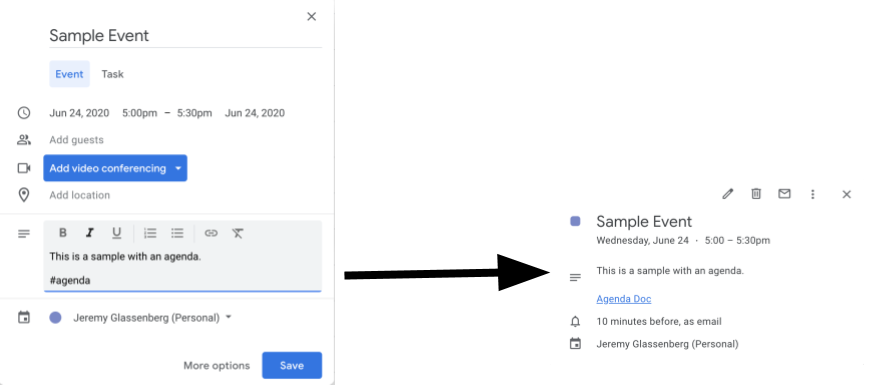 Sample Event
Event Task
Jun 24, 2020 5:00pm – 5:30pm Jun 24, 2020
Add guests
Add video conferencing
Add location
B I U
This is a sample with an agenda.
#agenda
Jeremy Glassenberg (Personal)
More options Save
Sample Event
Wednesday, June 24 · 5:00 – 5:30pm
This is a sample with an agenda.
Agenda Doc
10 minutes before, as email
Jeremy Glassenberg (Personal)